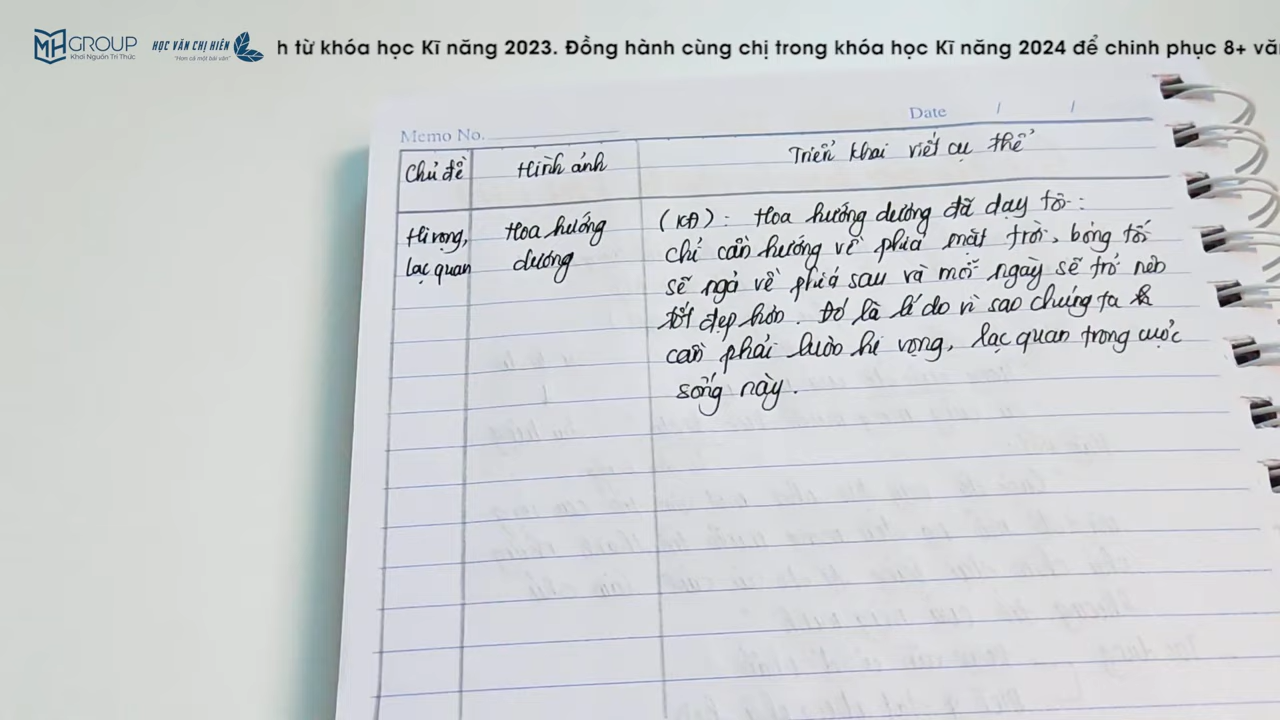 MH GROUP
Khơi Nguồn Tri Thức
HỌC VĂN CHỊ HIÊN
"Hơn cả một bài văn"
h từ khóa học Kĩ năng 2023. Đồng hành cùng chị trong khóa học Kĩ năng 2024 để chinh phục 8+ vă
Memo No.
Date / /
Chủ đề
Hình ảnh
Triển khai viết cụ thể
Hi vọng,
lạc quan
Hoa hướng
dương
(KĐ): Hoa hướng dương đã dạy tôi:
chỉ cần hướng về phía mặt trời, bóng tối
sẽ ngả về phía sau và mỗi ngày sẽ trở nên
tốt đẹp hơn. Đó là lí do vì sao chúng ta
cần phải luôn hi vọng, lạc quan trong cuộc
sống này.